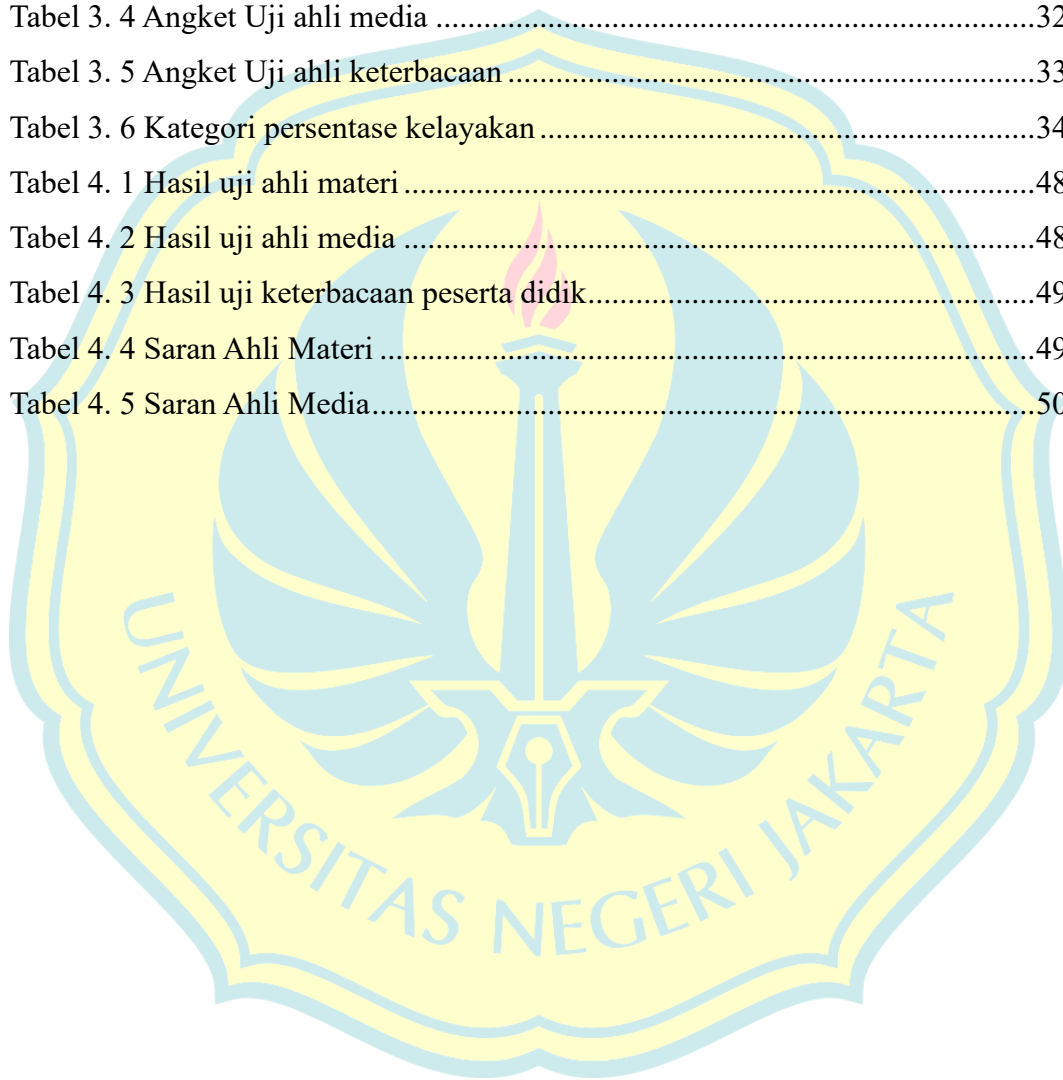 Tabel 3. 4 Angket Uji ahli media ..........................................................................32
Tabel 3. 5 Angket Uji ahli keterbacaan ..................................................................33
Tabel 3. 6 Kategori persentase kelayakan .............................................................34
Tabel 4. 1 Hasil uji ahli materi ..............................................................................48
Tabel 4. 2 Hasil uji ahli media ...............................................................................48
Tabel 4. 3 Hasil uji keterbacaan peserta didik.......................................................49
Tabel 4. 4 Saran Ahli Materi .................................................................................49
Tabel 4. 5 Saran Ahli Media..................................................................................50
UNIVERSITAS NEGERI JAKARTA